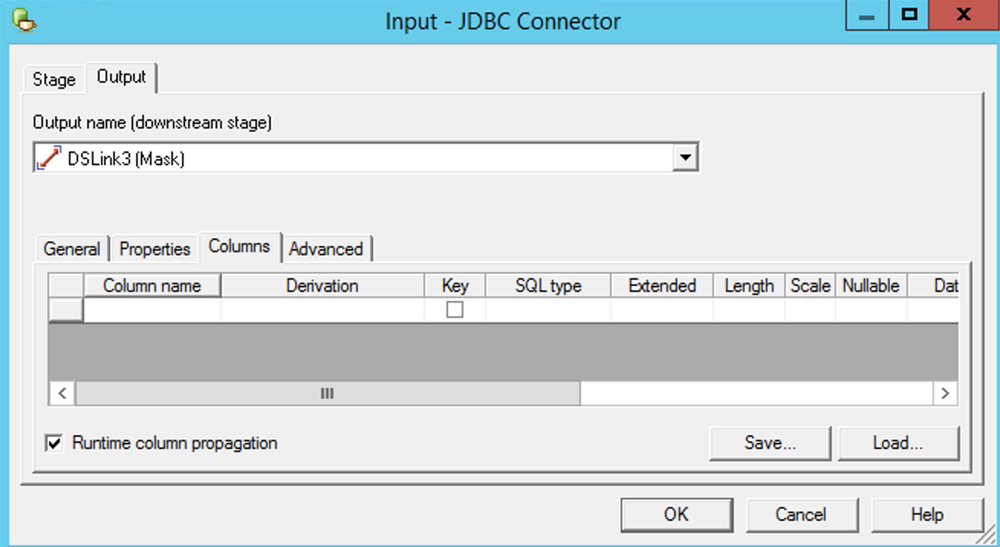 Input - JDBC Connector
Stage Output
Output name (downstream stage)
DSLink3 (Mask)
General Properties Columns Advanced
Column name Derivation Key SQL type Extended Length Scale Nullable Dat
Runtime column propagation Save... Load...
OK Cancel Help